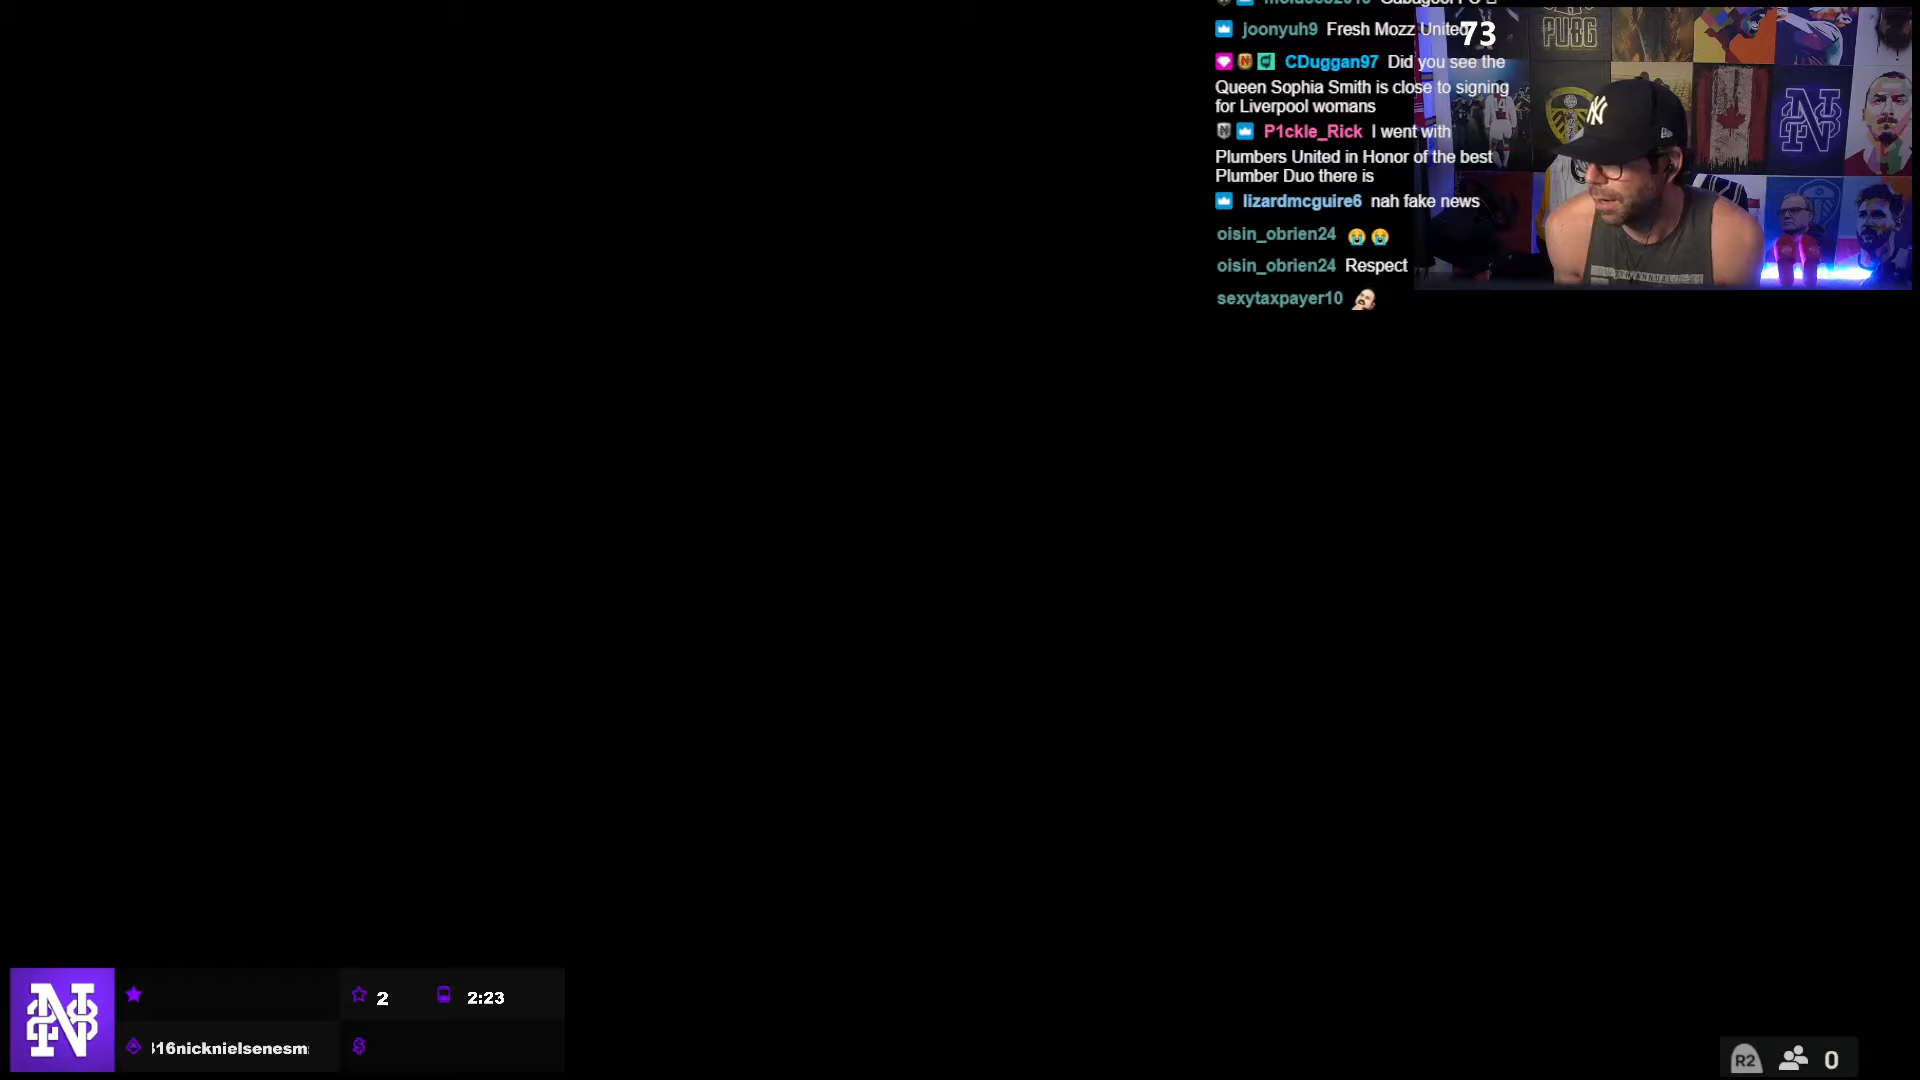 joonyuh9 Fresh Mozz United
73
CDuggan97 Did you see the
Queen Sophia Smith is close to signing
for Liverpool womans
P1ckle_Rick I went with
Plumbers United in Honor of the best
Plumber Duo there is
lizardmcguire6 nah fake news
oisin_obrien24 😭 😭
oisin_obrien24 Respect
sexytaxpayer10
PUBG
2
2:23
16nicknielsenesm
R2
0